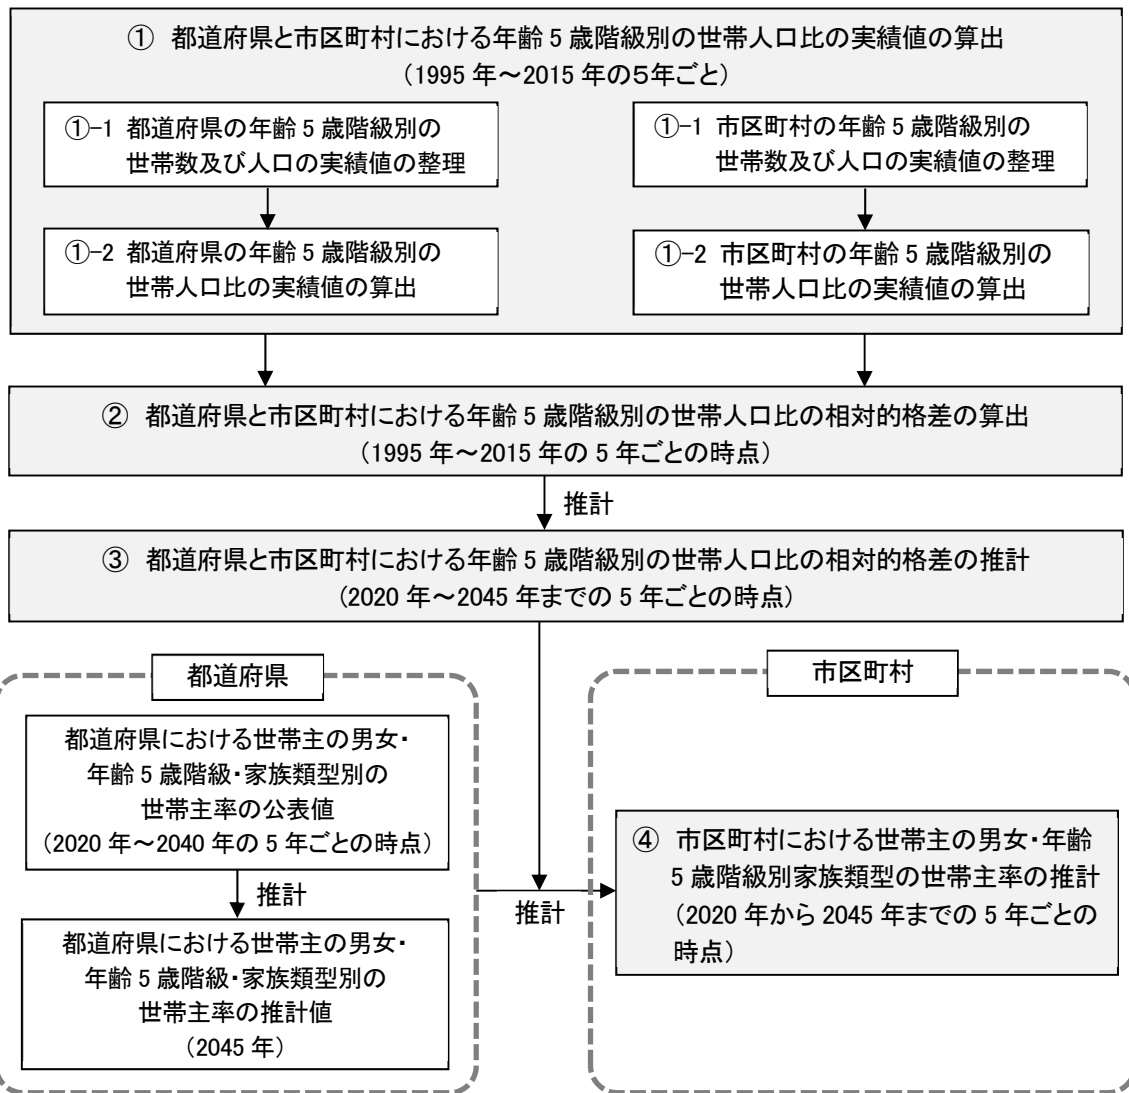 ① 都道府県と市区町村における年齢 5 歳階級別の世帯人口比の実績値の算出
（1995 年～2015 年の５年ごと）
①-1 都道府県の年齢 5 歳階級別の
世帯数及び人口の実績値の整理
①-1 市区町村の年齢 5 歳階級別の
世帯数及び人口の実績値の整理
①-2 都道府県の年齢 5 歳階級別の
世帯人口比の実績値の算出
①-2 市区町村の年齢 5 歳階級別の
世帯人口比の実績値の算出
② 都道府県と市区町村における年齢 5 歳階級別の世帯人口比の相対的格差の算出
（1995 年～2015 年の 5 年ごとの時点）
推計
③ 都道府県と市区町村における年齢 5 歳階級別の世帯人口比の相対的格差の推計
（2020 年～2045 年までの 5 年ごとの時点）
都道府県
都道府県における世帯主の男女・
年齢 5 歳階級・家族類型別の
世帯主率の公表値
（2020 年～2040 年の 5 年ごとの時点）
推計
都道府県における世帯主の男女・
年齢 5 歳階級・家族類型別の
世帯主率の推計値
（2045 年）
推計
市区町村
④ 市区町村における世帯主の男女・年齢
5 歳階級別家族類型の世帯主率の推計
（2020 年から 2045 年までの 5 年ごとの
時点）